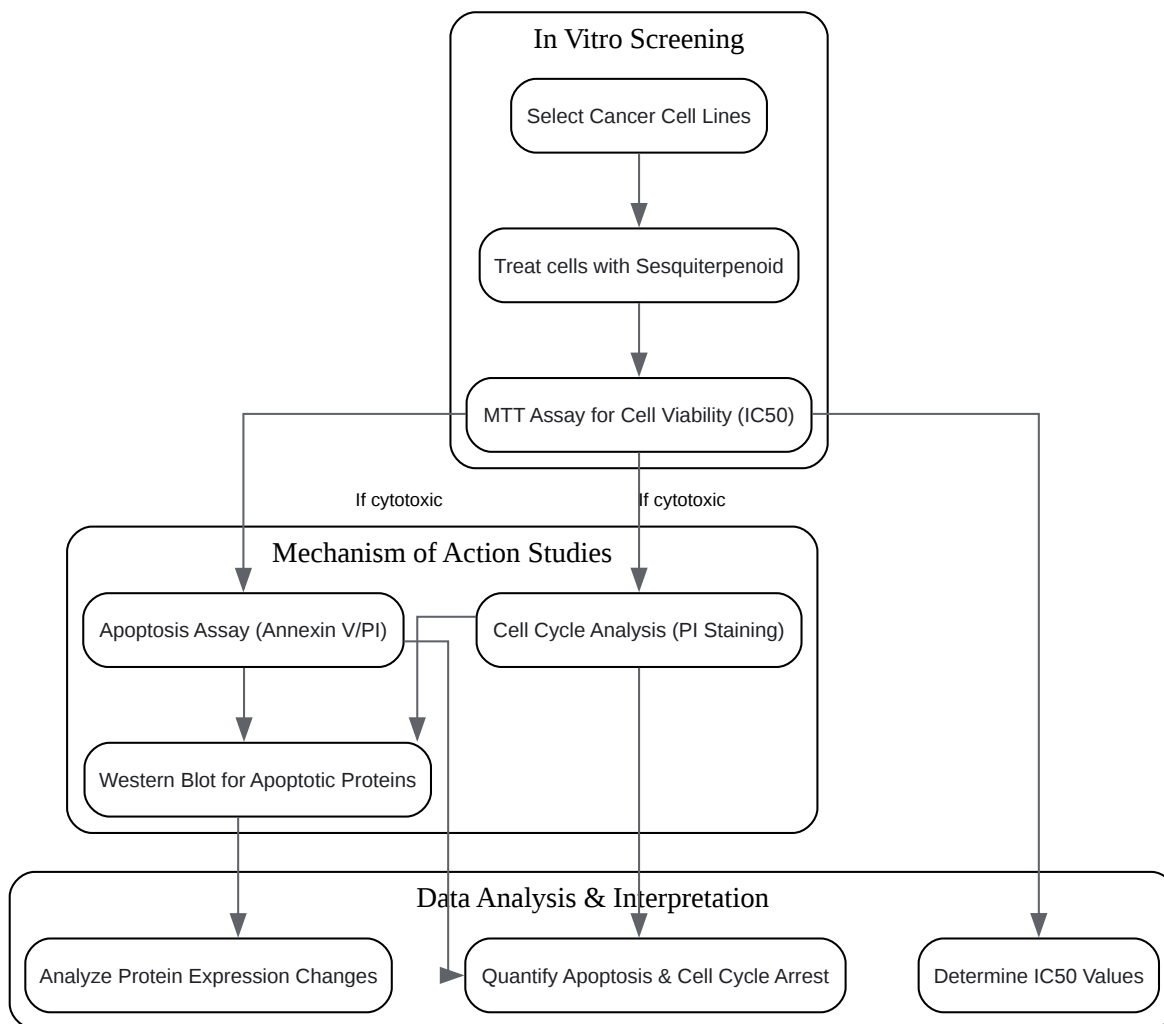 In Vitro Screening
Select Cancer Cell Lines
Treat cells with Sesquiterpenoid
MTT Assay for Cell Viability (IC50)
If cytotoxic
If cytotoxic
Mechanism of Action Studies
Apoptosis Assay (Annexin V/PI)
Cell Cycle Analysis (PI Staining)
Western Blot for Apoptotic Proteins
Data Analysis & Interpretation
Analyze Protein Expression Changes
Quantify Apoptosis & Cell Cycle Arrest
Determine IC50 Values